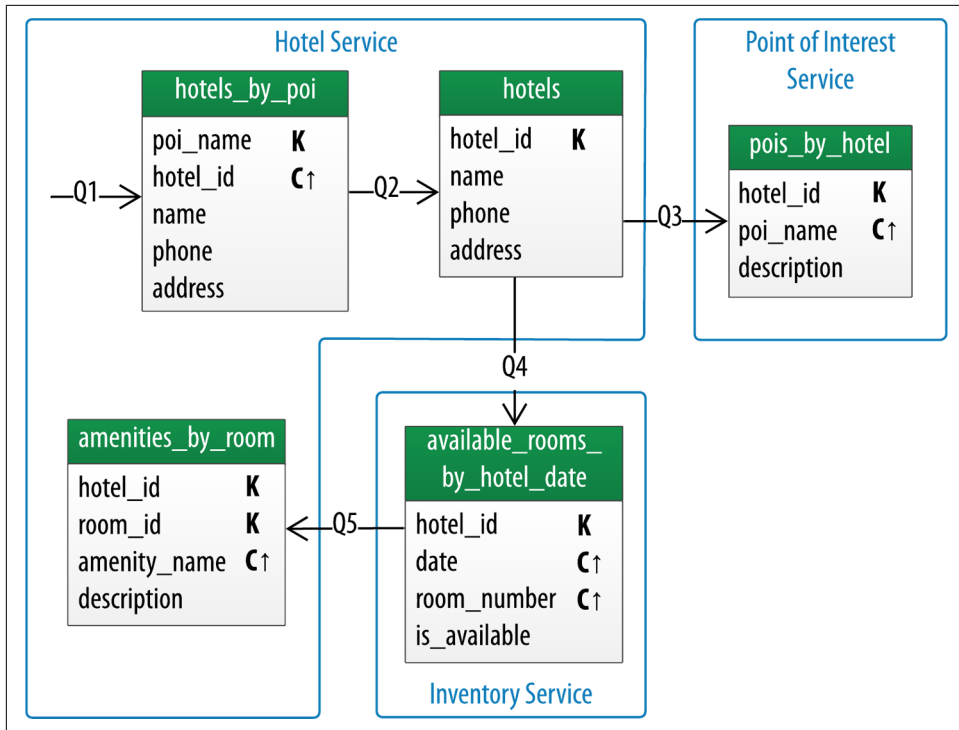 Hotel Service
hotels_by_poi
poi_name K
hotel_id C↑
name
phone
address
Q1
Q2
hotels
hotel_id K
name
phone
address
Q3
Point of Interest
Service
pois_by_hotel
hotel_id K
poi_name C↑
description
Q4
amenities_by_room
hotel_id K
room_id K
amenity_name C↑
description
Q5
available_rooms_
by_hotel_date
hotel_id K
date C↑
room_number C↑
is_available
Inventory Service